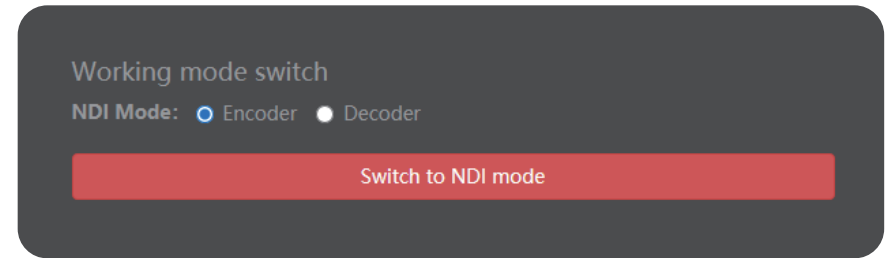 Working mode switch
NDI Mode: Encoder Decoder
Switch to NDI mode